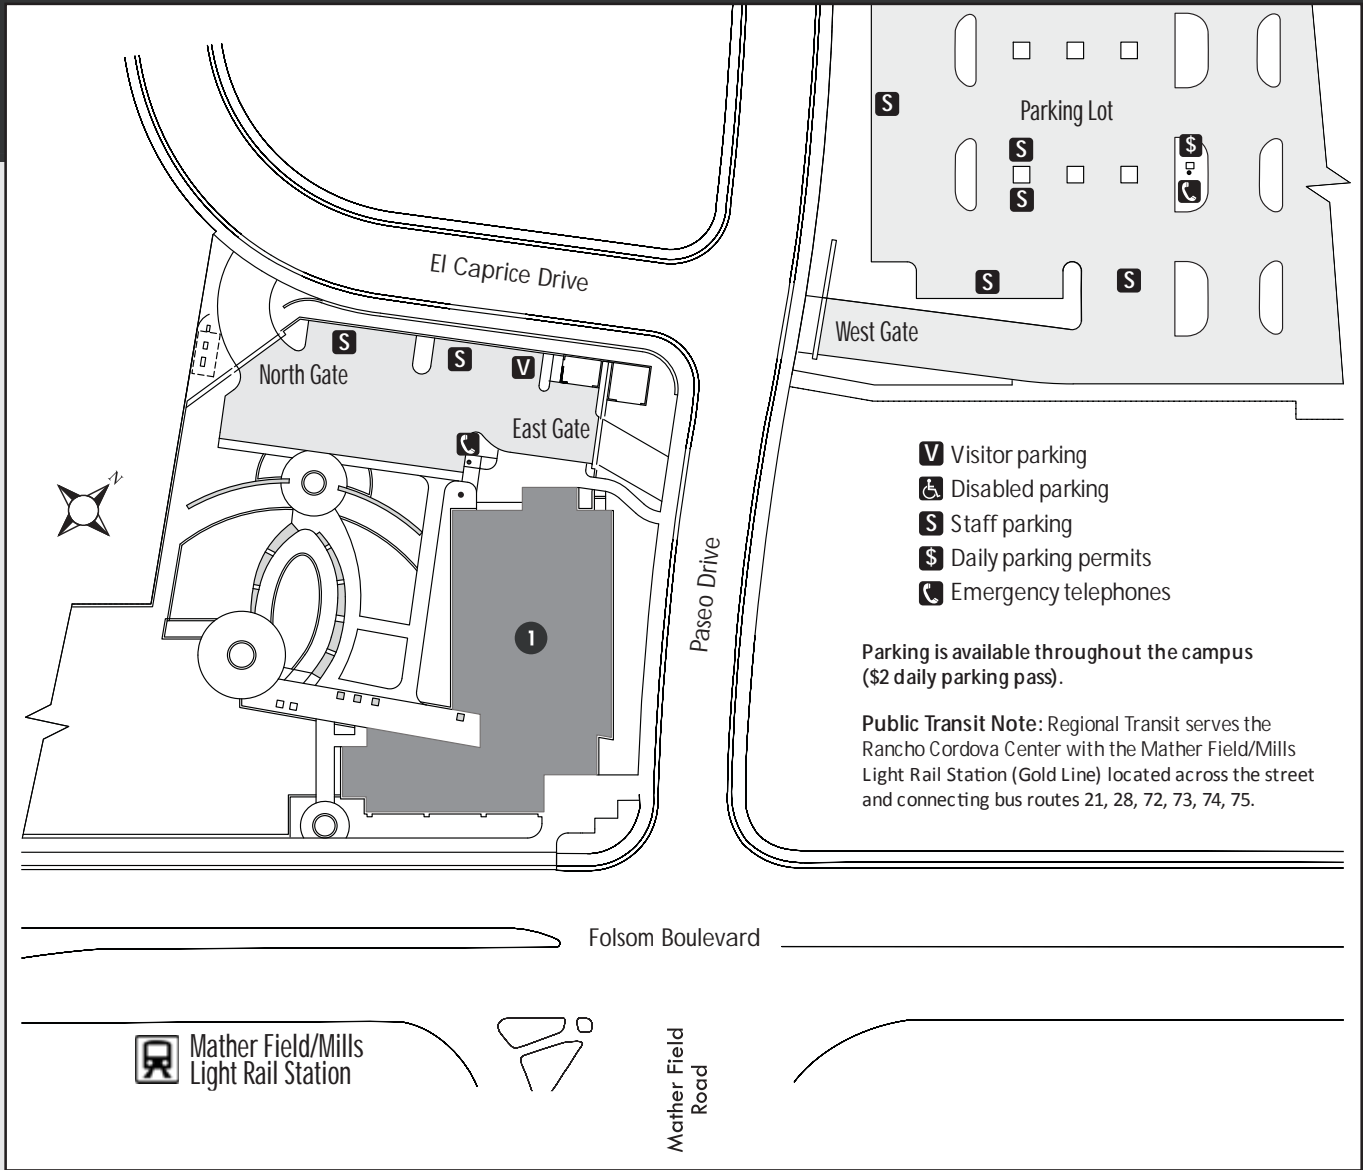 Parking Lot
S
S
$
S
S
S
El Caprice Drive
West Gate
S
S
V
North Gate
East Gate
N
V Visitor parking
Disabled parking
S Staff parking
$ Daily parking permits
Emergency telephones
Paseo Drive
1
Parking is available throughout the campus
($2 daily parking pass).
Public Transit Note: Regional Transit serves the
Rancho Cordova Center with the Mather Field/Mills
Light Rail Station (Gold Line) located across the street
and connecting bus routes 21, 28, 72, 73, 74, 75.
Folsom Boulevard
Mather Field/Mills
Light Rail Station
Mather Field
Road